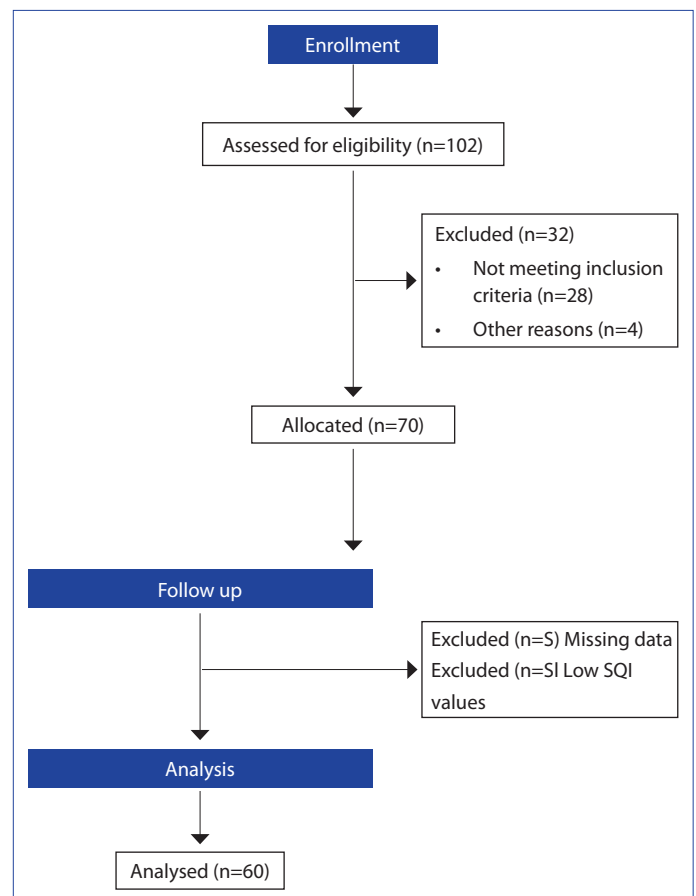 Enrollment
Assessed for eligibility (n=102)
Excluded (n=32)
• Not meeting inclusion
criteria (n=28)
• Other reasons (n=4)
Allocated (n=70)
Follow up
Excluded (n=S) Missing data
Excluded (n=Sl Low SQI
values
Analysis
Analysed (n=60)